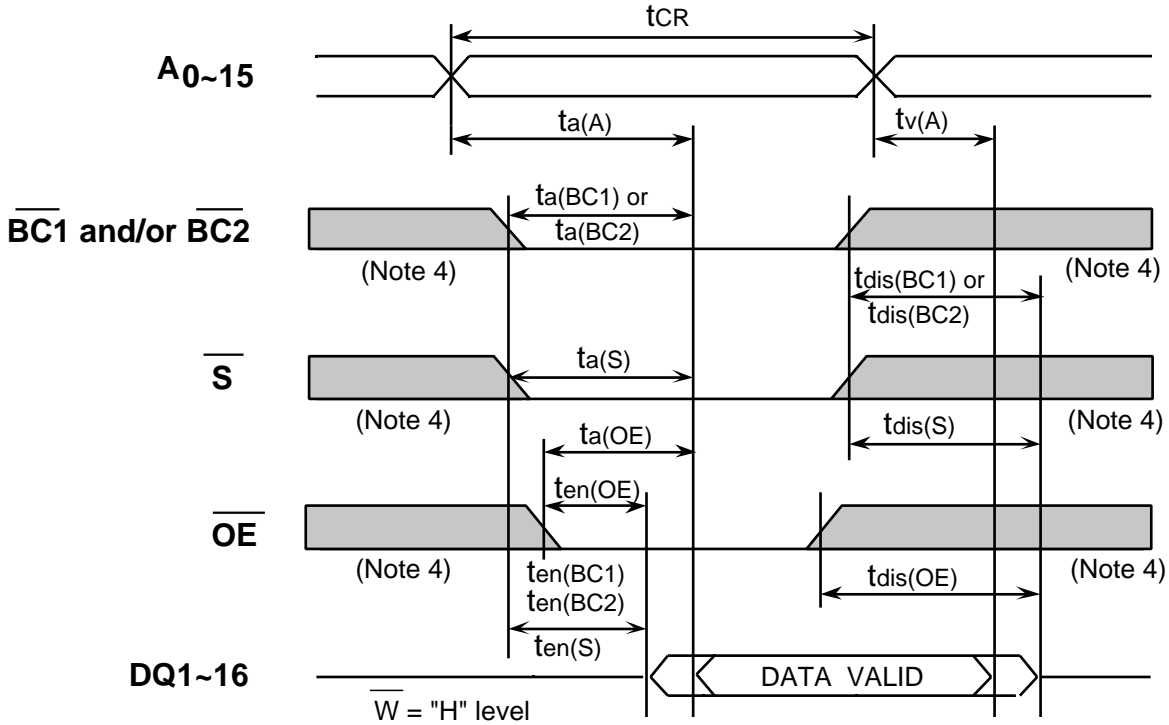 tCR
A0~15
ta(A)
tv(A)
BC1 and/or BC2
ta(BC1) or
ta(BC2)
(Note 4)
(Note 4)
tdis(BC1) or
tdis(BC2)
S
ta(S)
(Note 4)
(Note 4)
tdis(S)
ta(OE)
ten(OE)
OE
(Note 4)
(Note 4)
ten(BC1)
ten(BC2)
tdis(OE)
ten(S)
DQ1~16
DATA VALID
W = "H" level